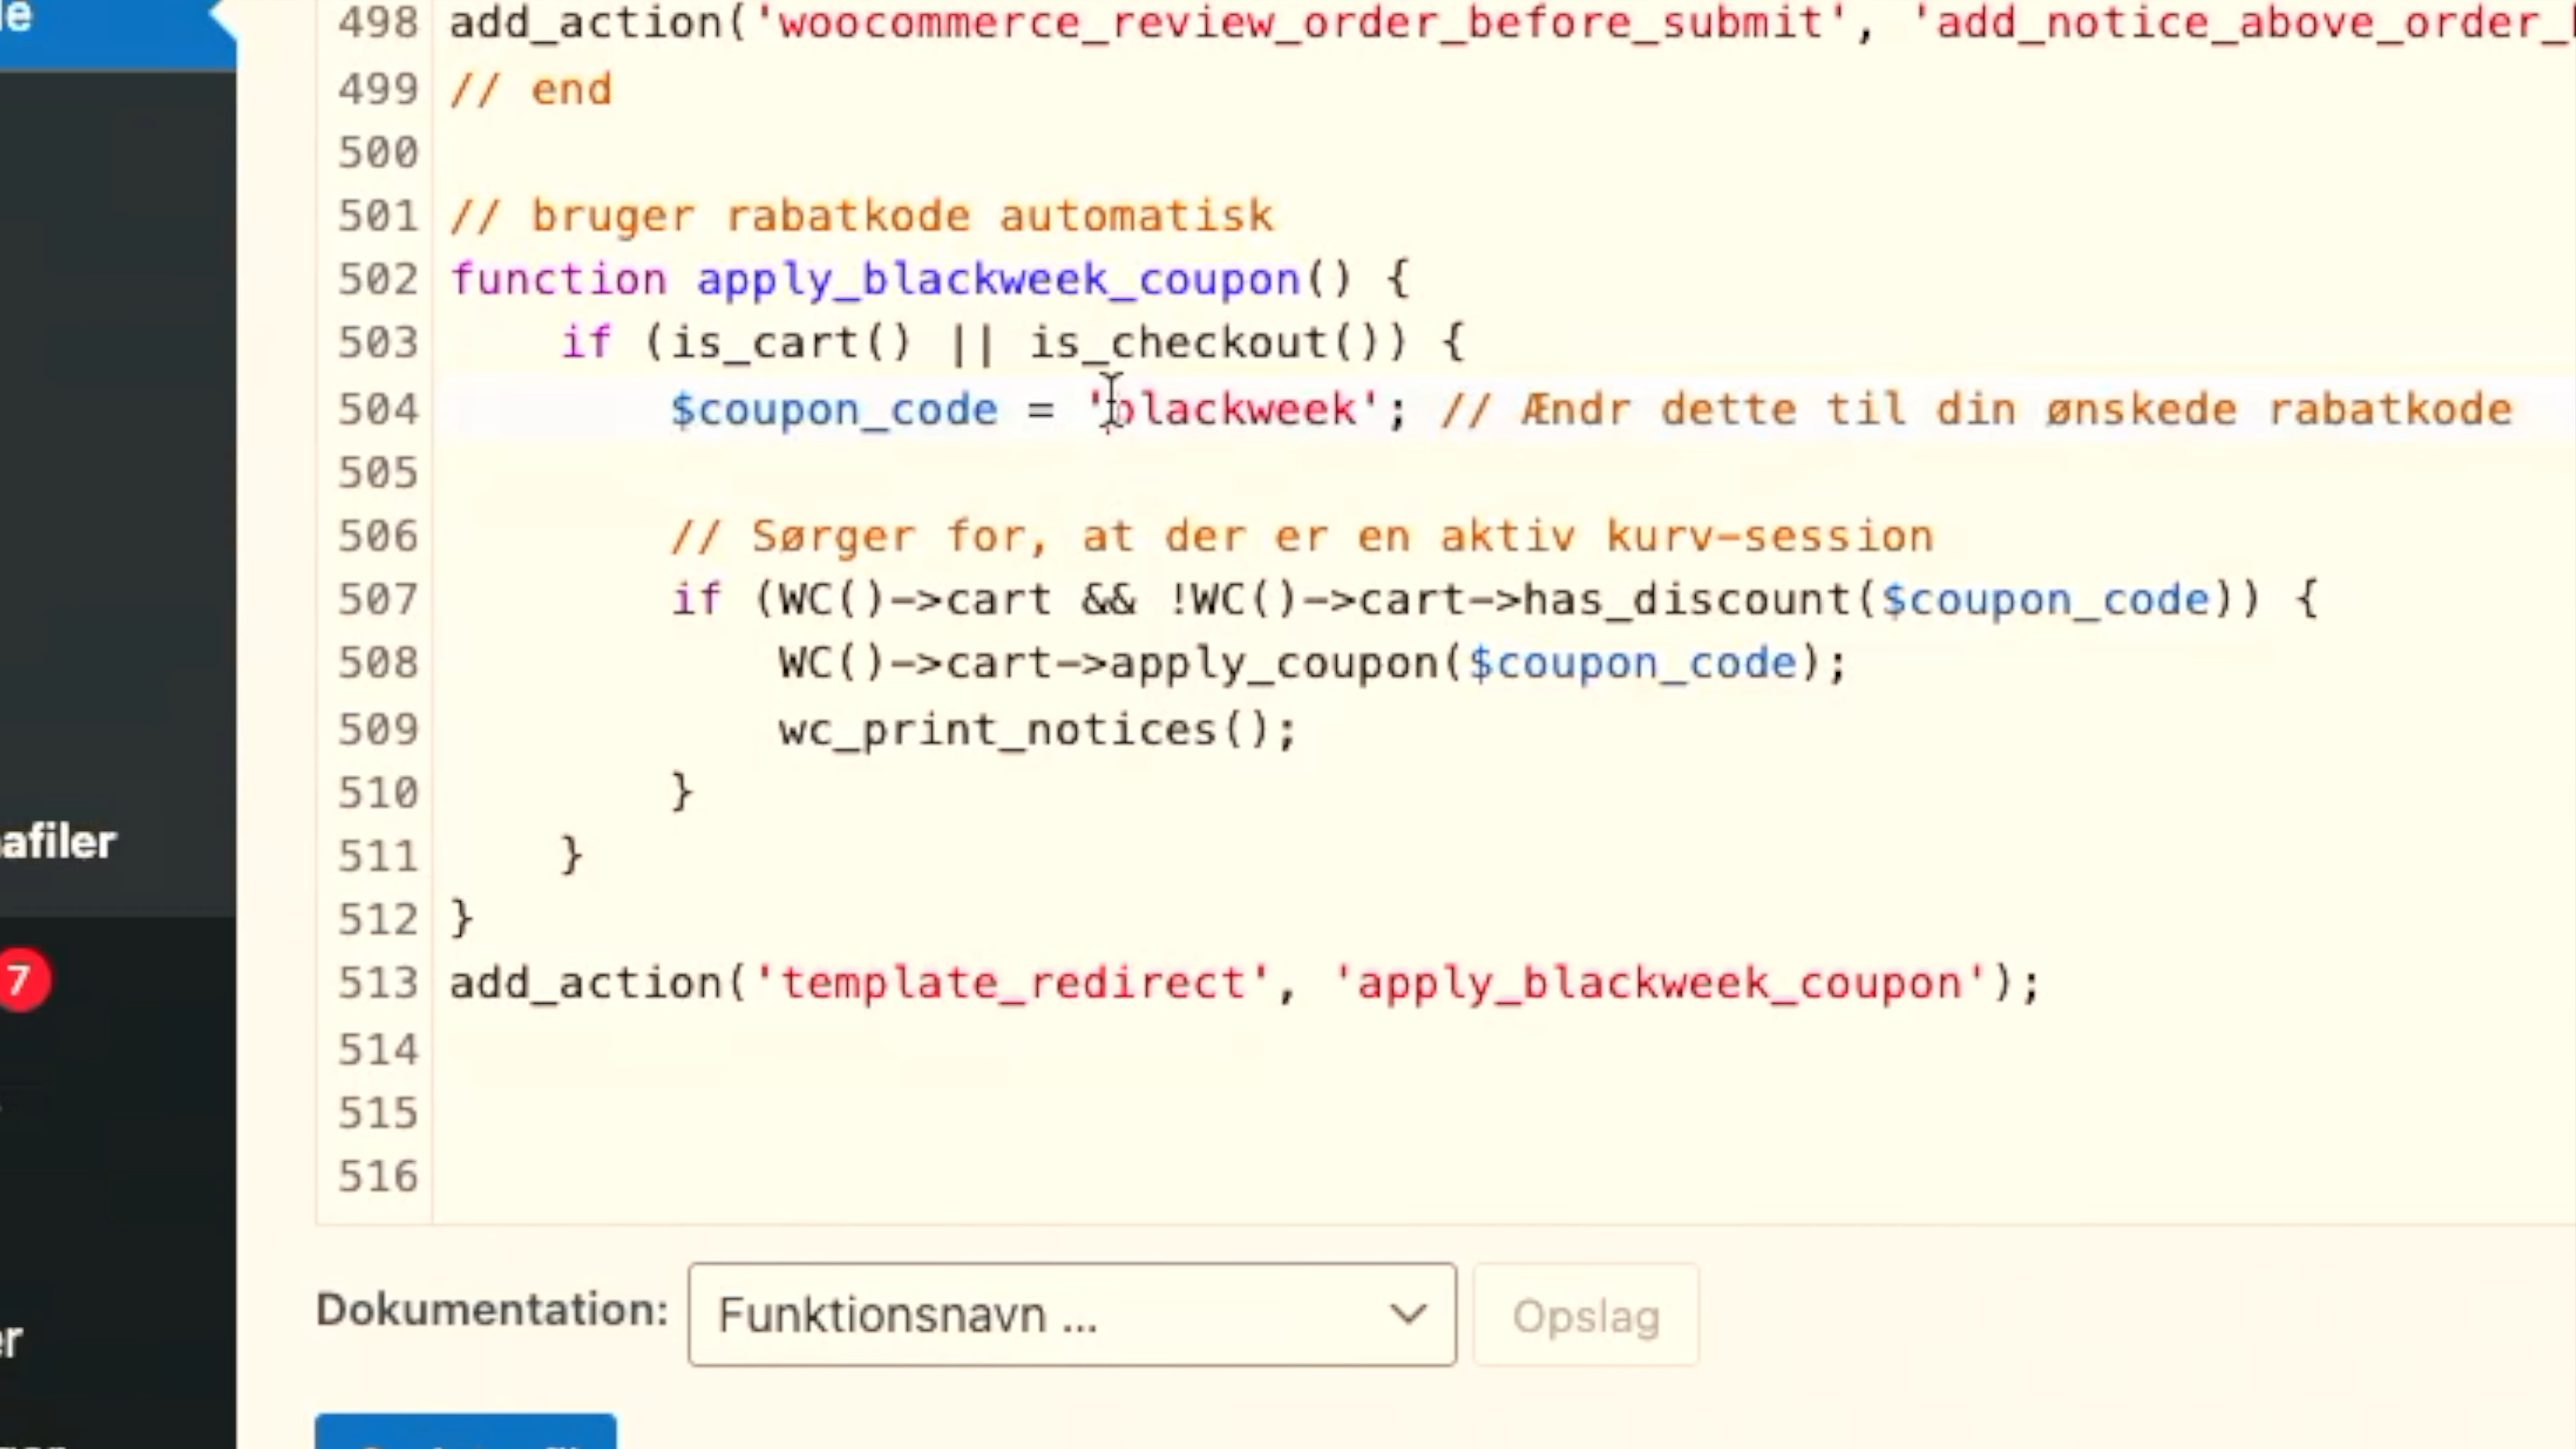 498 add_action('woocommerce_review_order_before_submit', 'add_notice_above_order_
499 // end
500
501 // bruger rabatkode automatisk
502 function apply_blackweek_coupon() {
503 if (is_cart() || is_checkout()) {
504 $coupon_code = 'blackweek'; // Ændr dette til din ønskede rabatkode
505
506 // Sørger for, at der er en aktiv kurv-session
507 if (WC()->cart && !WC()->cart->has_discount($coupon_code)) {
508 WC()->cart->apply_coupon($coupon_code);
509 wc_print_notices();
510 }
511 }
512 }
513 add_action('template_redirect', 'apply_blackweek_coupon');
514
515
516
afiler
7
er
Dokumentation: Funktionsnavn ... Opslag